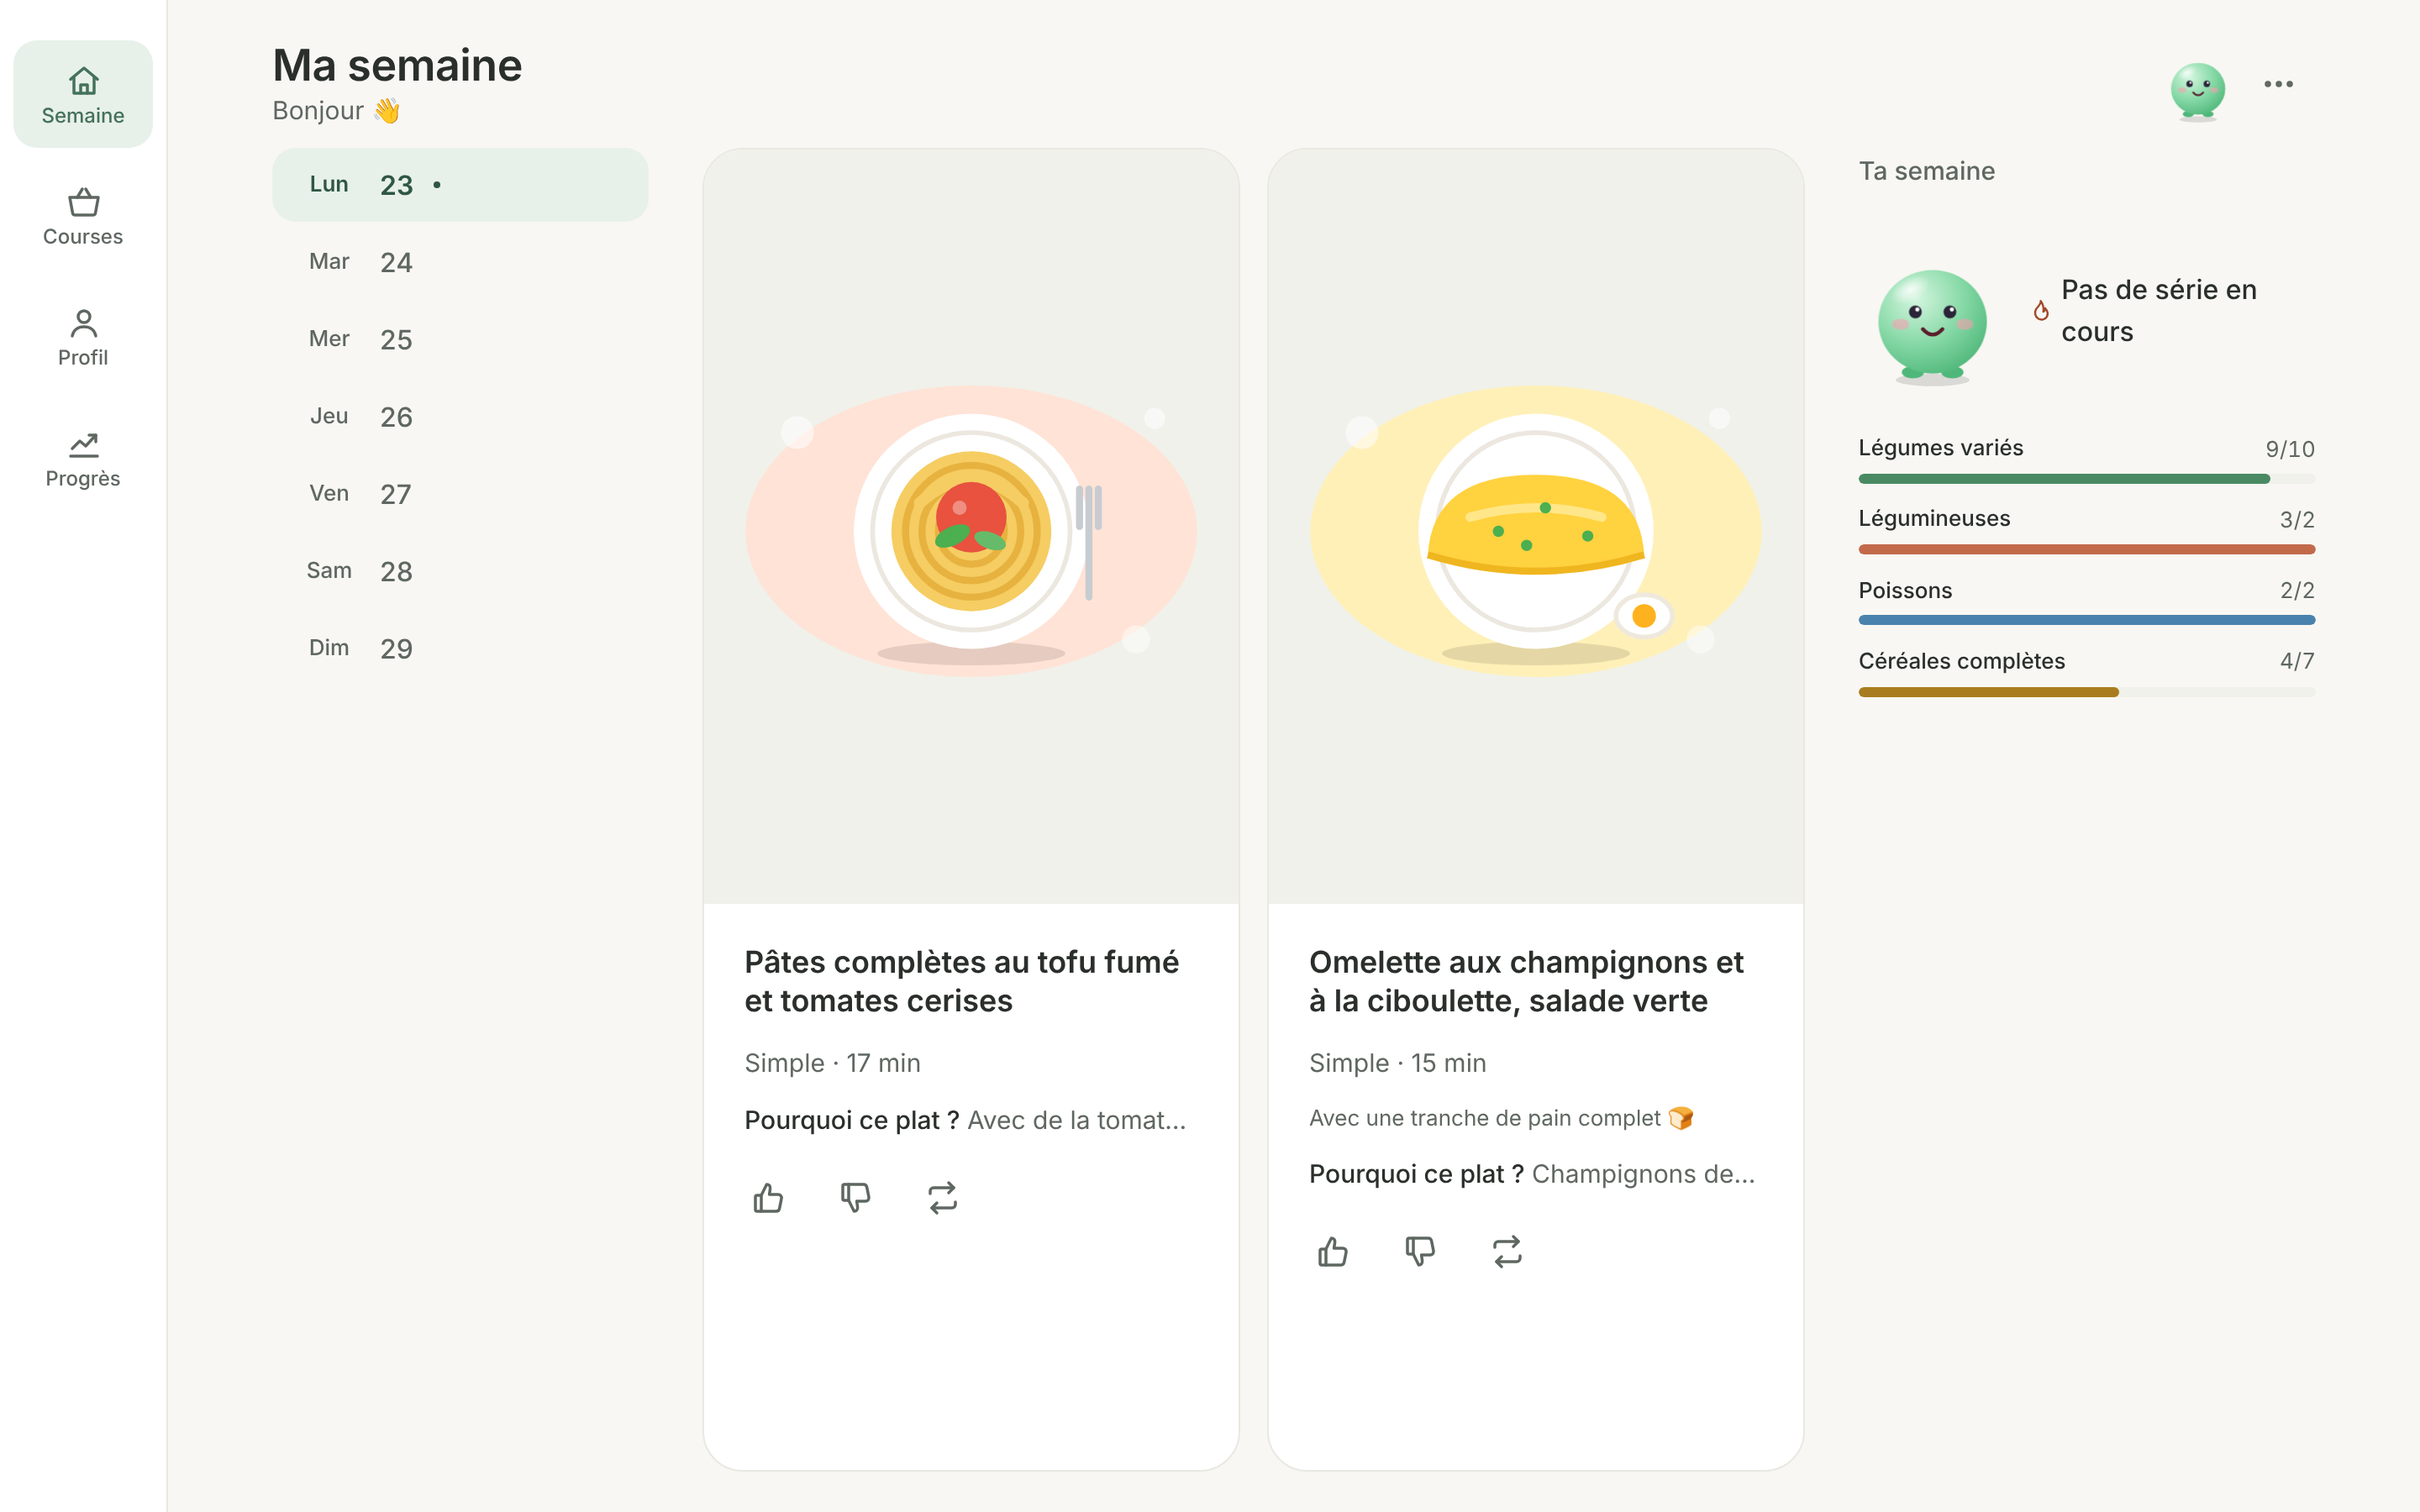 Semaine
Courses
Profil
Progrès
Ma semaine
Bonjour 👋
Lun 23 •
Mar 24
Mer 25
Jeu 26
Ven 27
Sam 28
Dim 29
Pâtes complètes au tofu fumé
et tomates cerises
Simple · 17 min
Pourquoi ce plat ? Avec de la tomat...
Omelette aux champignons et
à la ciboulette, salade verte
Simple · 15 min
Avec une tranche de pain complet 🍞
Pourquoi ce plat ? Champignons de...
Ta semaine
Pas de série en
cours
Légumes variés 9/10
Légumineuses 3/2
Poissons 2/2
Céréales complètes 4/7